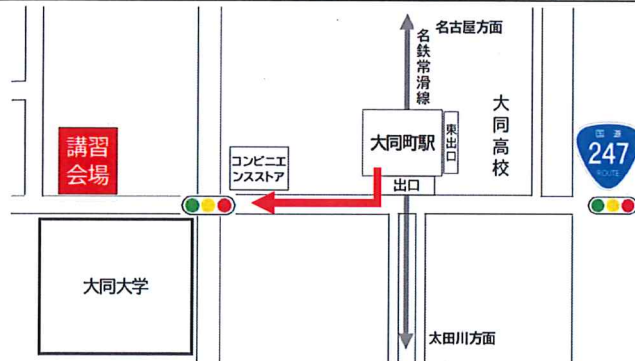 名古屋方面
名鉄常滑線
大同高校
大同町駅
東出口
出口
国道
247
ROUTE
講習
会場
コンビニエ
ンスストア
大同大学
太田川方面